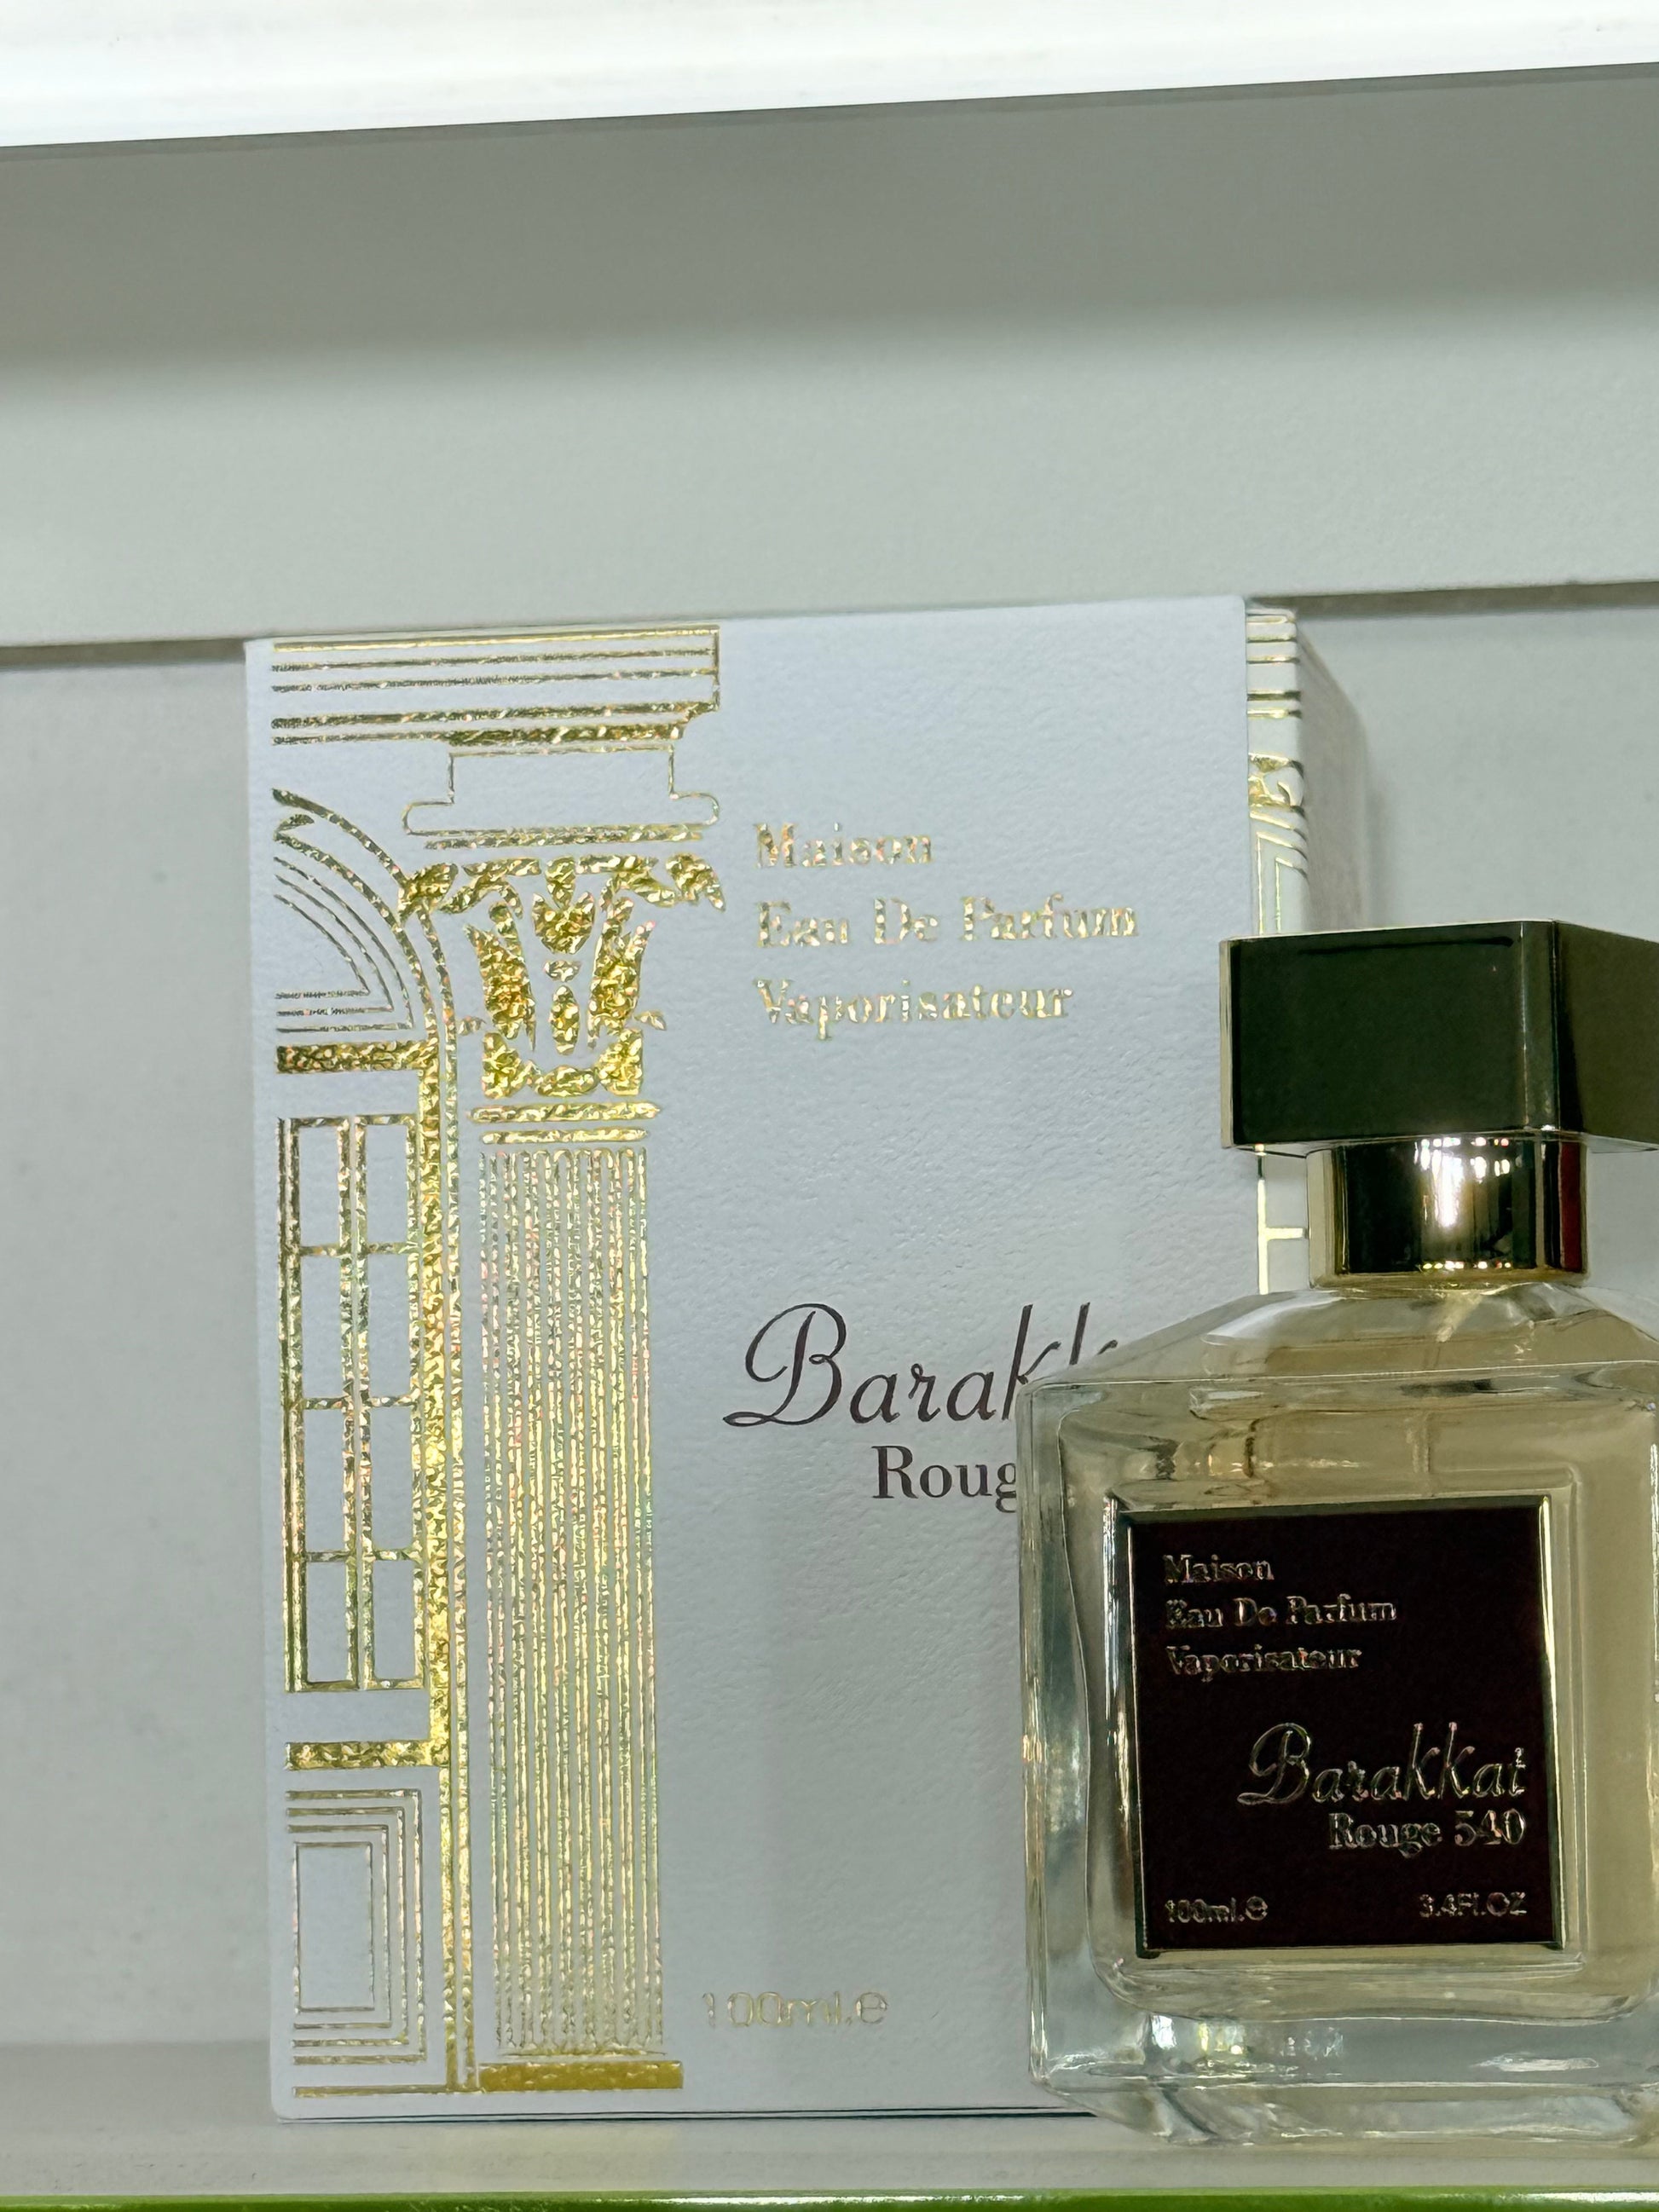 Maison
Eau De Parfum
Vaporisateur
Barakk
Roug
100ml.e
Maison
Eau De Parfum
Vaporisateur
Barakkat
Rouge 540
100ml.e 3.4Fl.OZ